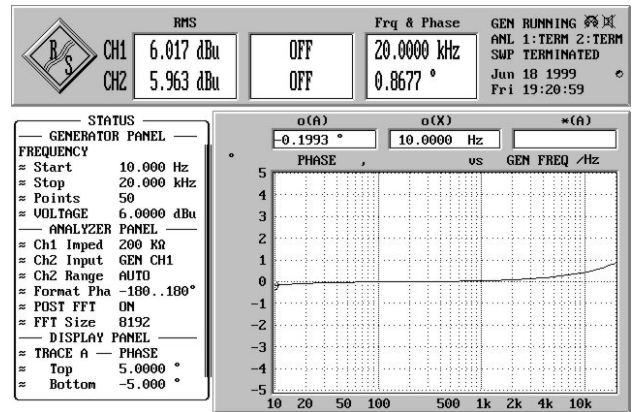 RMS
Frq & Phase
GEN RUNNING
R
&
S
CH1
6.017 dBu
OFF
20.0000 kHz
ANL 1:TERM 2:TERM
SWP TERMINATED
CH2
5.963 dBu
OFF
0.8677 °
Jun 18 1999
Fri 19:20:59
STATUS
GENERATOR PANEL
FREQUENCY
≈ Start 10.000 Hz
≈ Stop 20.000 kHz
≈ Points 50
≈ VOLTAGE 6.0000 dBu
ANALYZER PANEL
≈ Ch1 Imped 200 KΩ
≈ Ch2 Input GEN CH1
≈ Ch2 Range AUTO
≈ Format Pha -180..180°
≈ POST FFT ON
≈ FFT Size 8192
DISPLAY PANEL
≈ TRACE A — PHASE
≈ Top 5.0000 °
≈ Bottom -5.000 °
o(A)
o(X)
*(A)
-0.1993 °
10.0000 Hz
° PHASE , vs GEN FREQ /Hz
5
4
3
2
1
0
-1
-2
-3
-4
-5
10 20 50 100 500 1k 2k 4k 10k